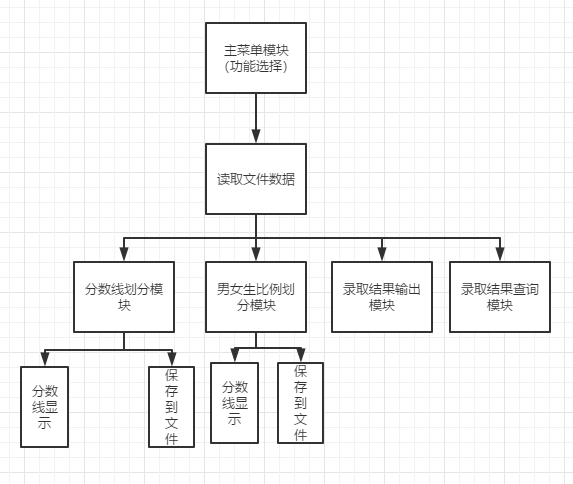 主菜单模块
(功能选择)
读取文件数据
分数线划分模
块
男女生比例划
分模块
录取结果输出
模块
录取结果查询
模块
分数
线显
示
保
存
到
文
件
分数
线显
示
保
存
到
文
件